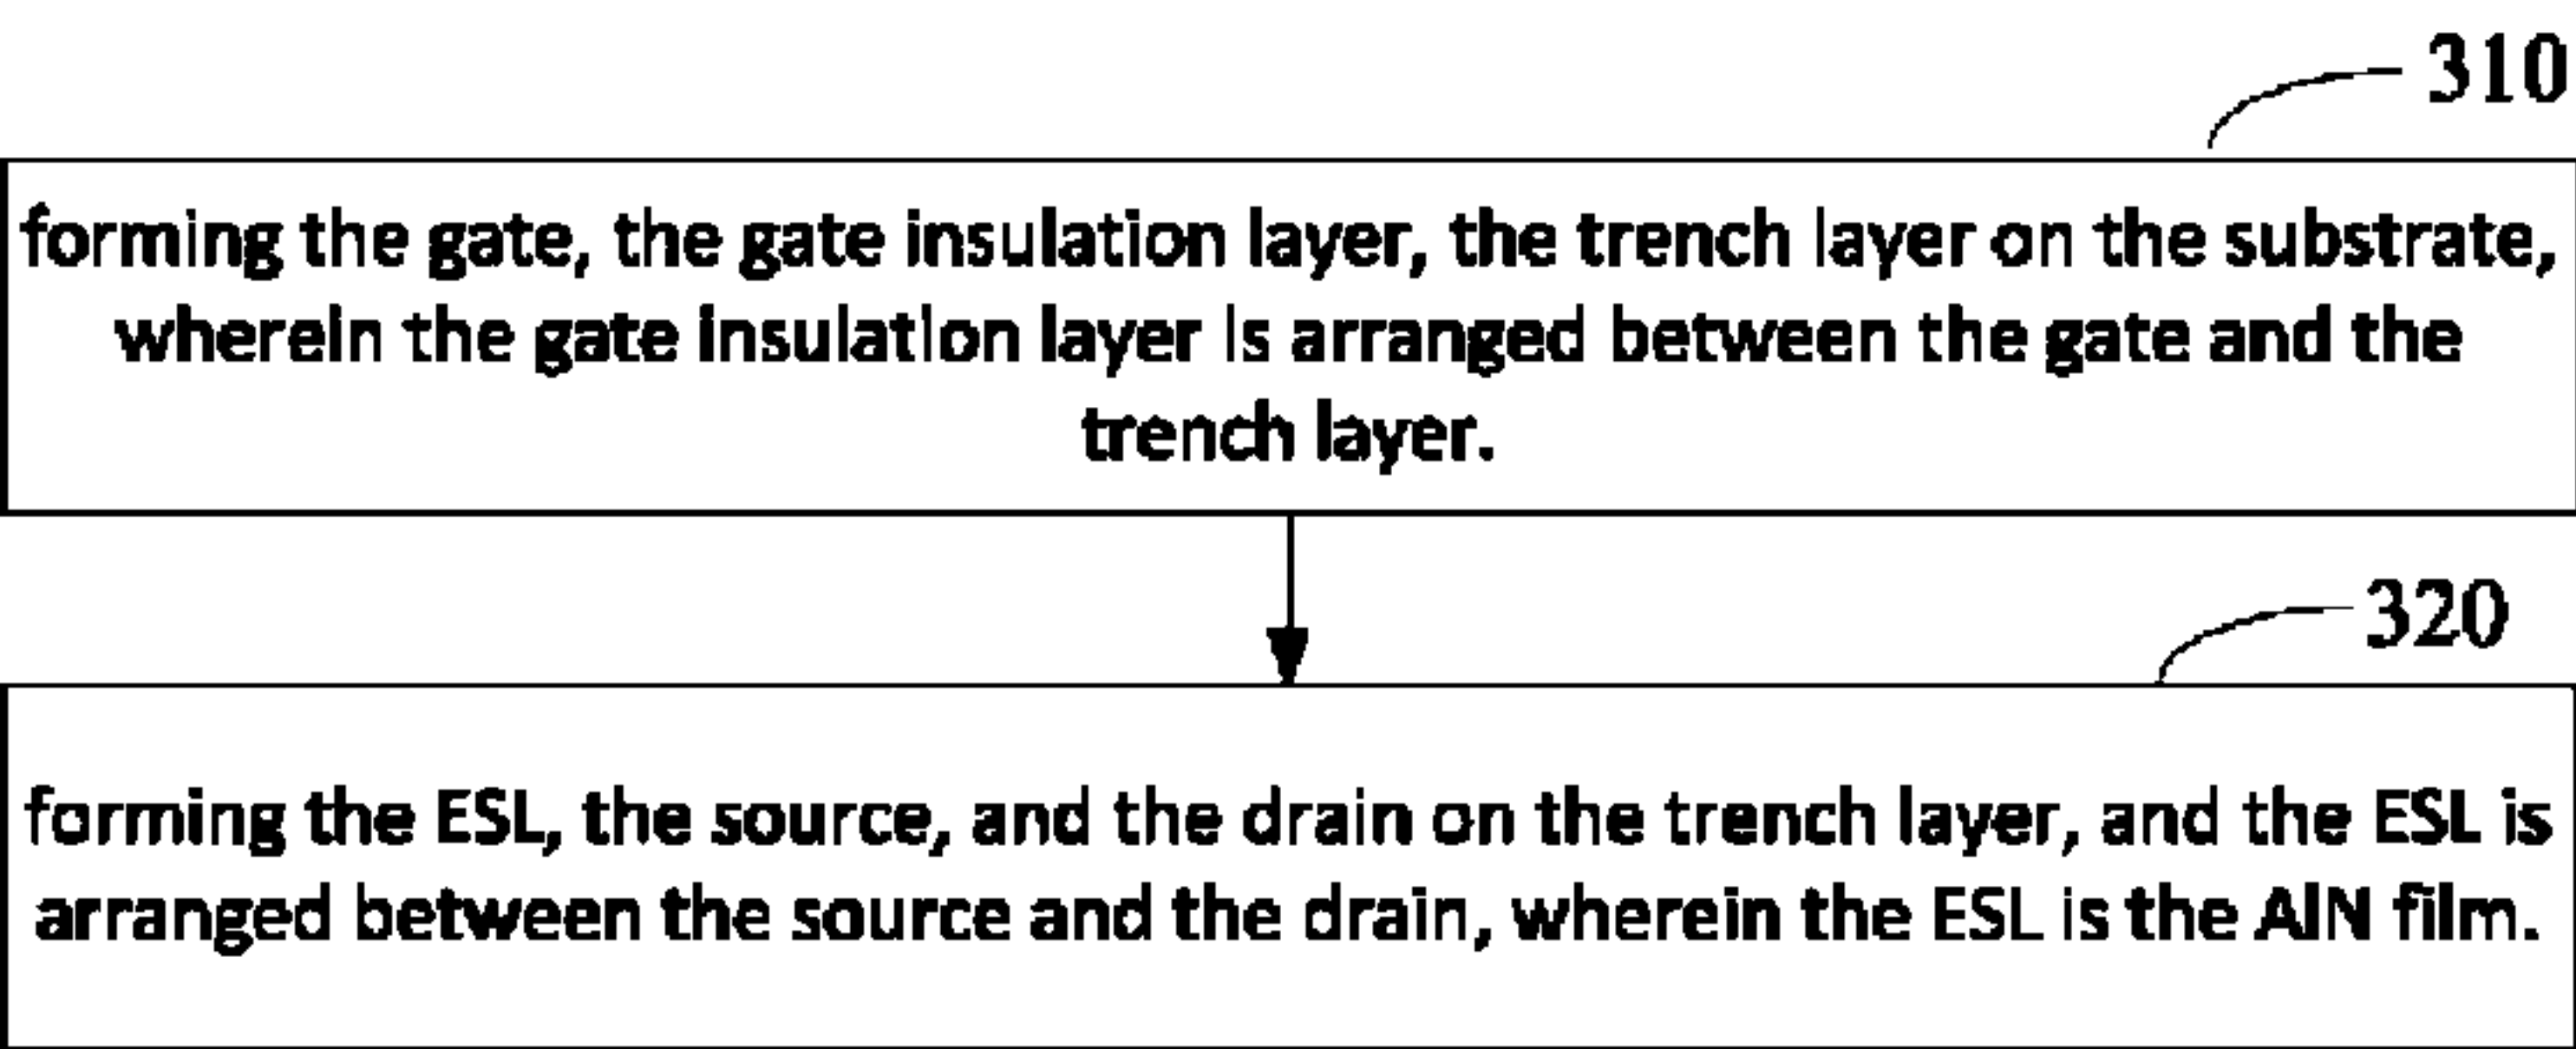 310
forming the gate, the gate insulation layer, the trench layer on the substrate,
wherein the gate insulation layer is arranged between the gate and the
trench layer.
320
forming the ESL, the source, and the drain on the trench layer, and the ESL is
arranged between the source and the drain, wherein the ESL is the AlN film.